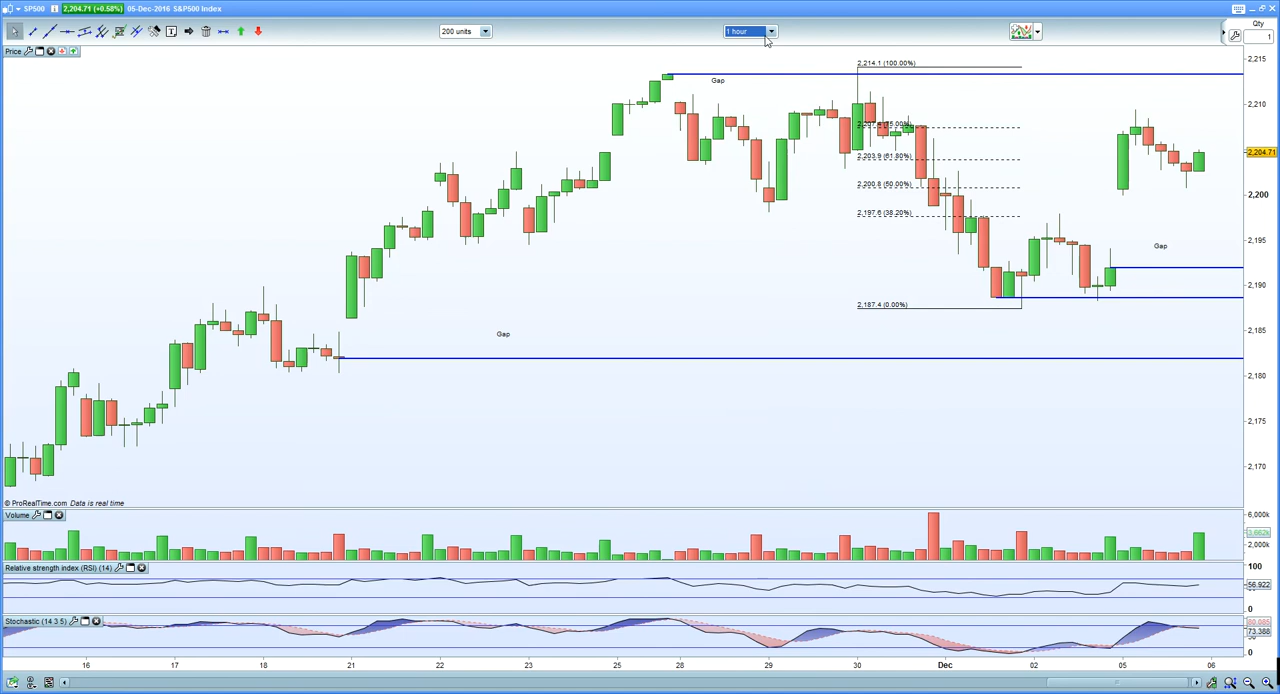 SP500 2,204.71 (+0.58%) 05-Dec-2016 S&P500 Index
200 units 1 hour Qty
1
Price
2,215
2,214.1 (100.00%)
Gap
2,210
(75.00%)
2,203.9 (61.80%)
2,204.71
2,200.8 (50.00%)
2,200
2,197.6 (38.20%)
2,195
Gap
2,190
2,187.4 (0.00%)
2,185
Gap
2,180
2,175
2,170
© ProRealTime.com Data is real time
Volume
6,000k
2,000k
Relative strength index (RSI) (14)
100
56.922
0
Stochastic (14 3 5)
80.085
73.388
0
16 17 18 21 22 23 25 28 29 30 Dec 02 05 06